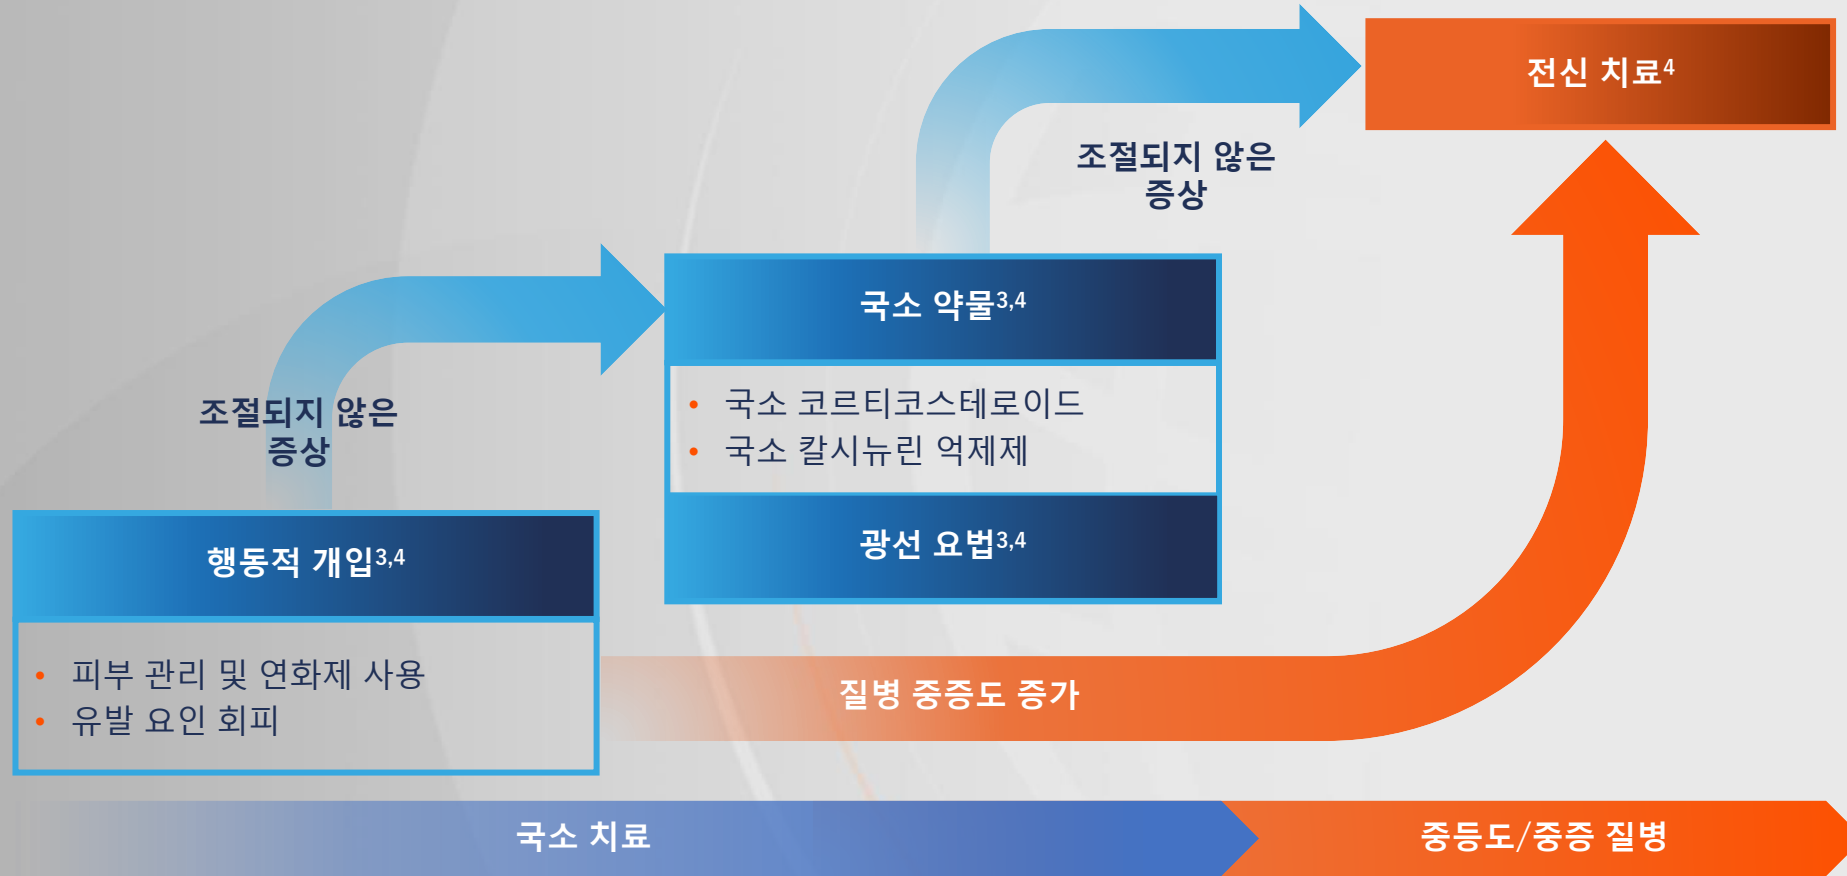 전신 치료4
조절되지 않은
증상
국소 약물3,4
• 국소 코르티코스테로이드
• 국소 칼시뉴린 억제제
광선 요법3,4
조절되지 않은
증상
행동적 개입3,4
• 피부 관리 및 연화제 사용
• 유발 요인 회피
질병 중증도 증가
국소 치료
중등도/중증 질병